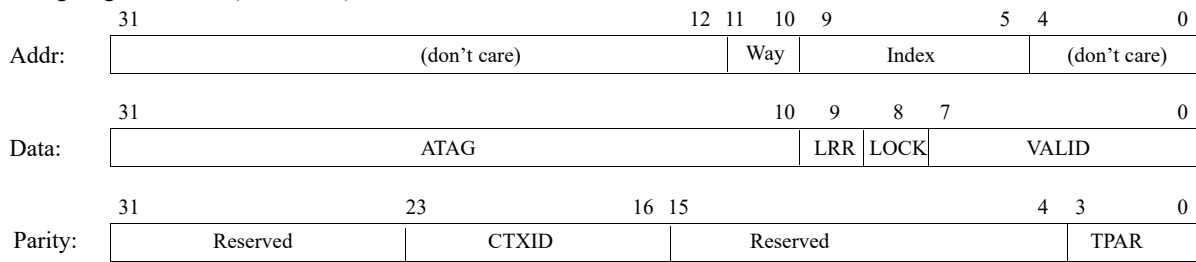 31 12 11 10 9 5 4 0
Addr: (don't care) Way Index (don't care)
31 10 9 8 7 0
Data: ATAG LRR LOCK VALID
31 23 16 15 4 3 0
Parity: Reserved CTXID Reserved TPAR